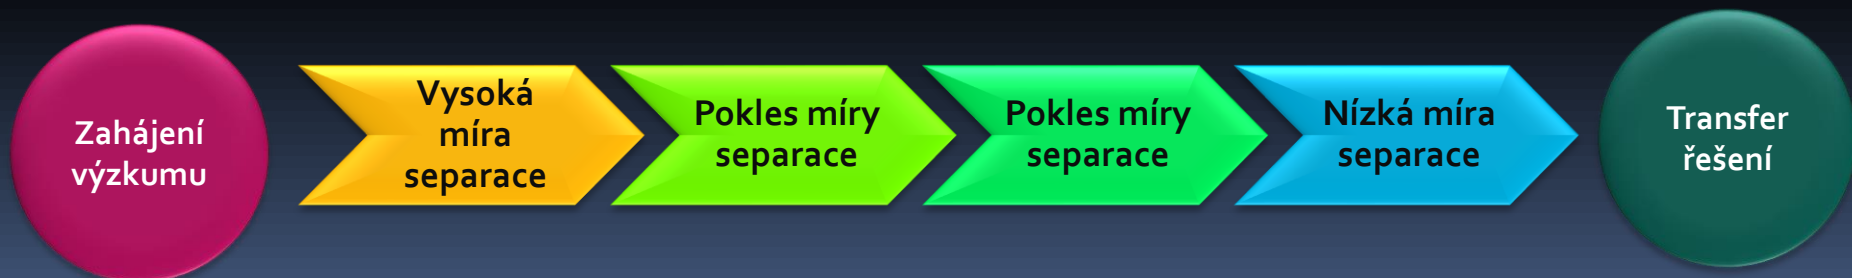 Zahájení
výzkumu
Vysoká
míra
separace
Pokles míry
separace
Pokles míry
separace
Nízká míra
separace
Transfer
řešení